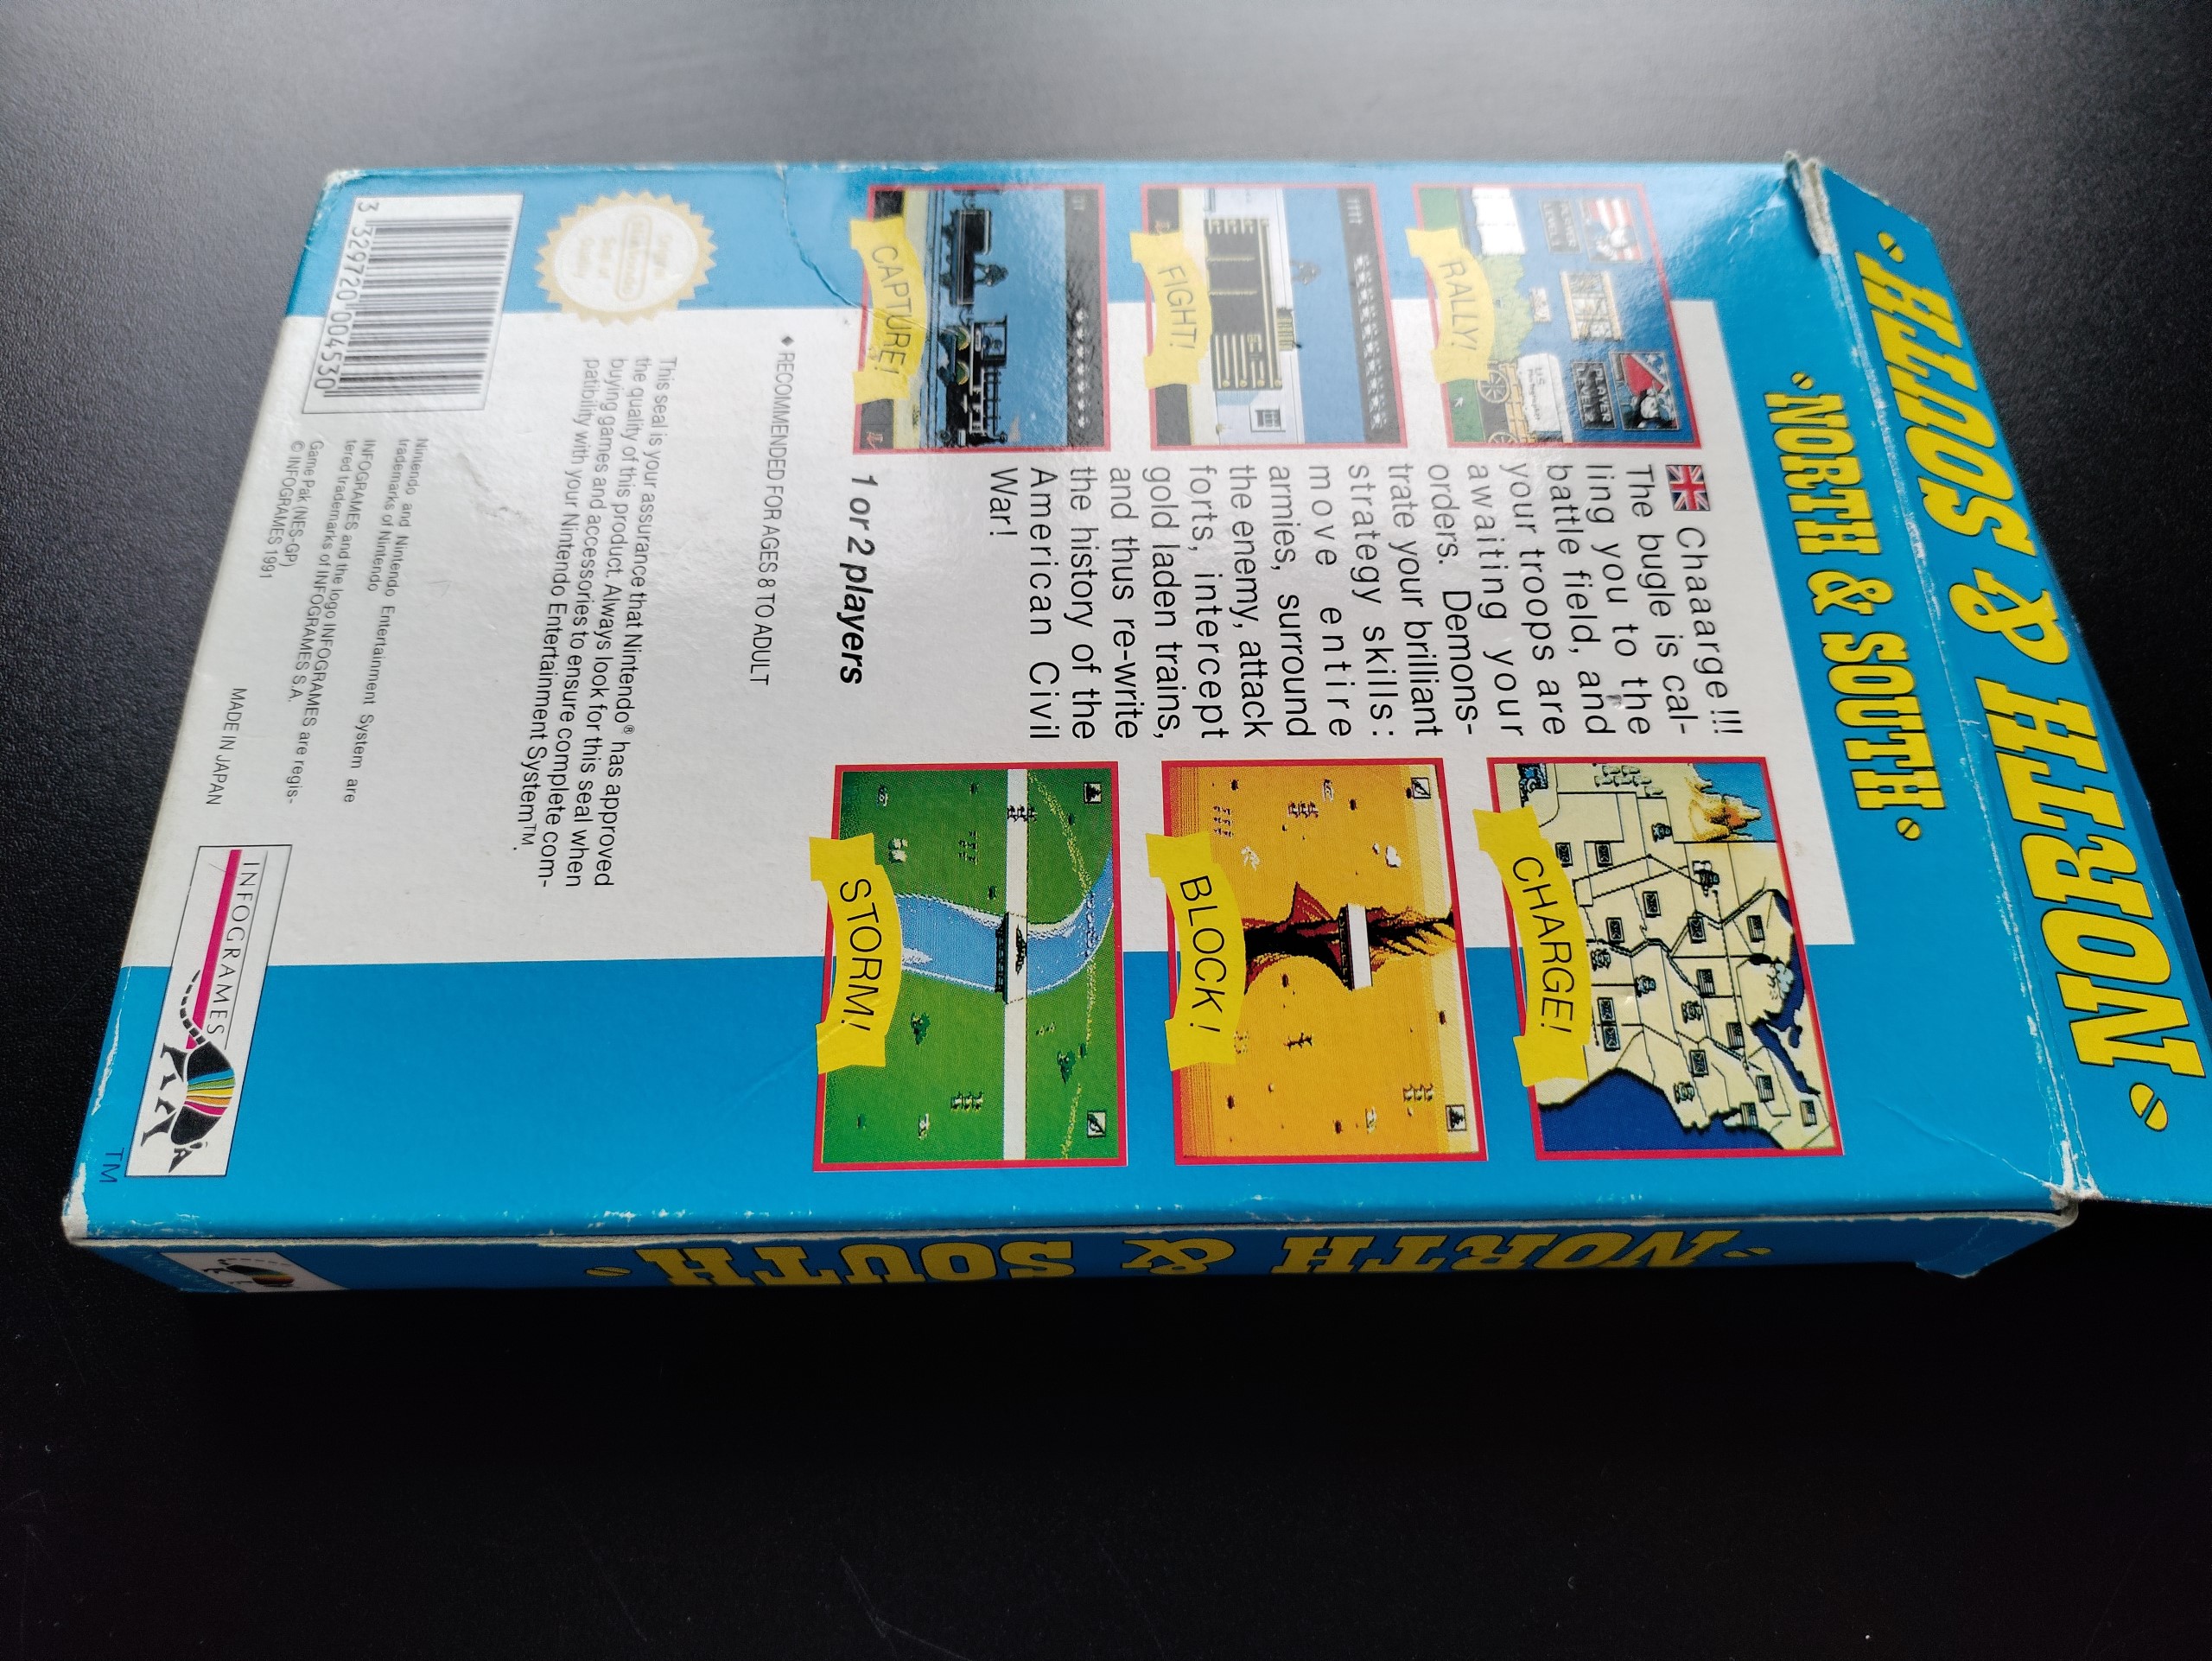 • NORTH & SOUTH •
• NORTH & SOUTH •
RALLY!
FIGHT!
CAPTURE!
Chaaaarge !!!
The bugle is cal-
ling you to the
battle field, and
your troops are
awaiting your
orders. Demons-
trate your brilliant
strategy skills :
move entire
armies, surround
the enemy, attack
forts, intercept
gold laden trains,
and thus re-write
the history of the
American Civil
War!
CHARGE!
BLOCK!
STORM!
1 or 2 players
• RECOMMENDED FOR AGES 8 TO ADULT
This seal is your assurance that Nintendo® has approved
the quality of this product. Always look for this seal when
buying games and accessories to ensure complete com-
patibility with your Nintendo Entertainment System™.
3 329720 004530
Nintendo and Nintendo Entertainment System are
trademarks of Nintendo
INFOGRAMES and the logo INFOGRAMES are regis-
tered trademarks of INFOGRAMES S.A.
Game Pak (NES-GP)
© INFOGRAMES 1991
MADE IN JAPAN
INFOGRAMES
TM
• NORTH & SOUTH •